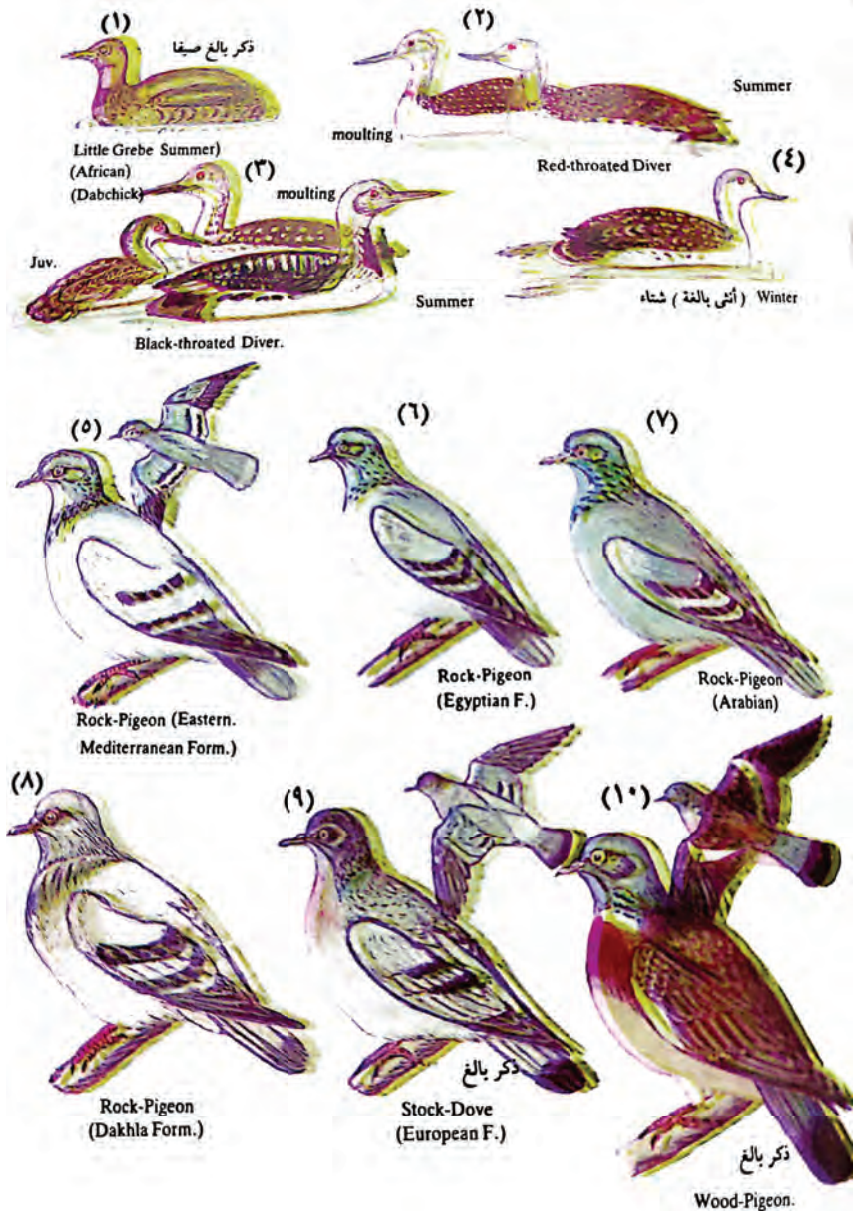 (١)
ذكر بالغ صيفا
Little Grebe Summer)
(African)
(Dabchick)
(٢)
Summer
moulting
Red-throated Diver
(٣)
moulting
Juv.
Summer
Black-throated Diver.
(٤)
(أنثى بالغة) شتاء Winter
(٥)
Rock-Pigeon (Eastern.
Mediterranean Form.)
(٦)
Rock-Pigeon
(Egyptian F.)
(٧)
Rock-Pigeon
(Arabian)
(٨)
Rock-Pigeon
(Dakhla Form.)
(٩)
ذكر بالغ
Stock-Dove
(European F.)
(١٠)
ذكر بالغ
Wood-Pigeon.